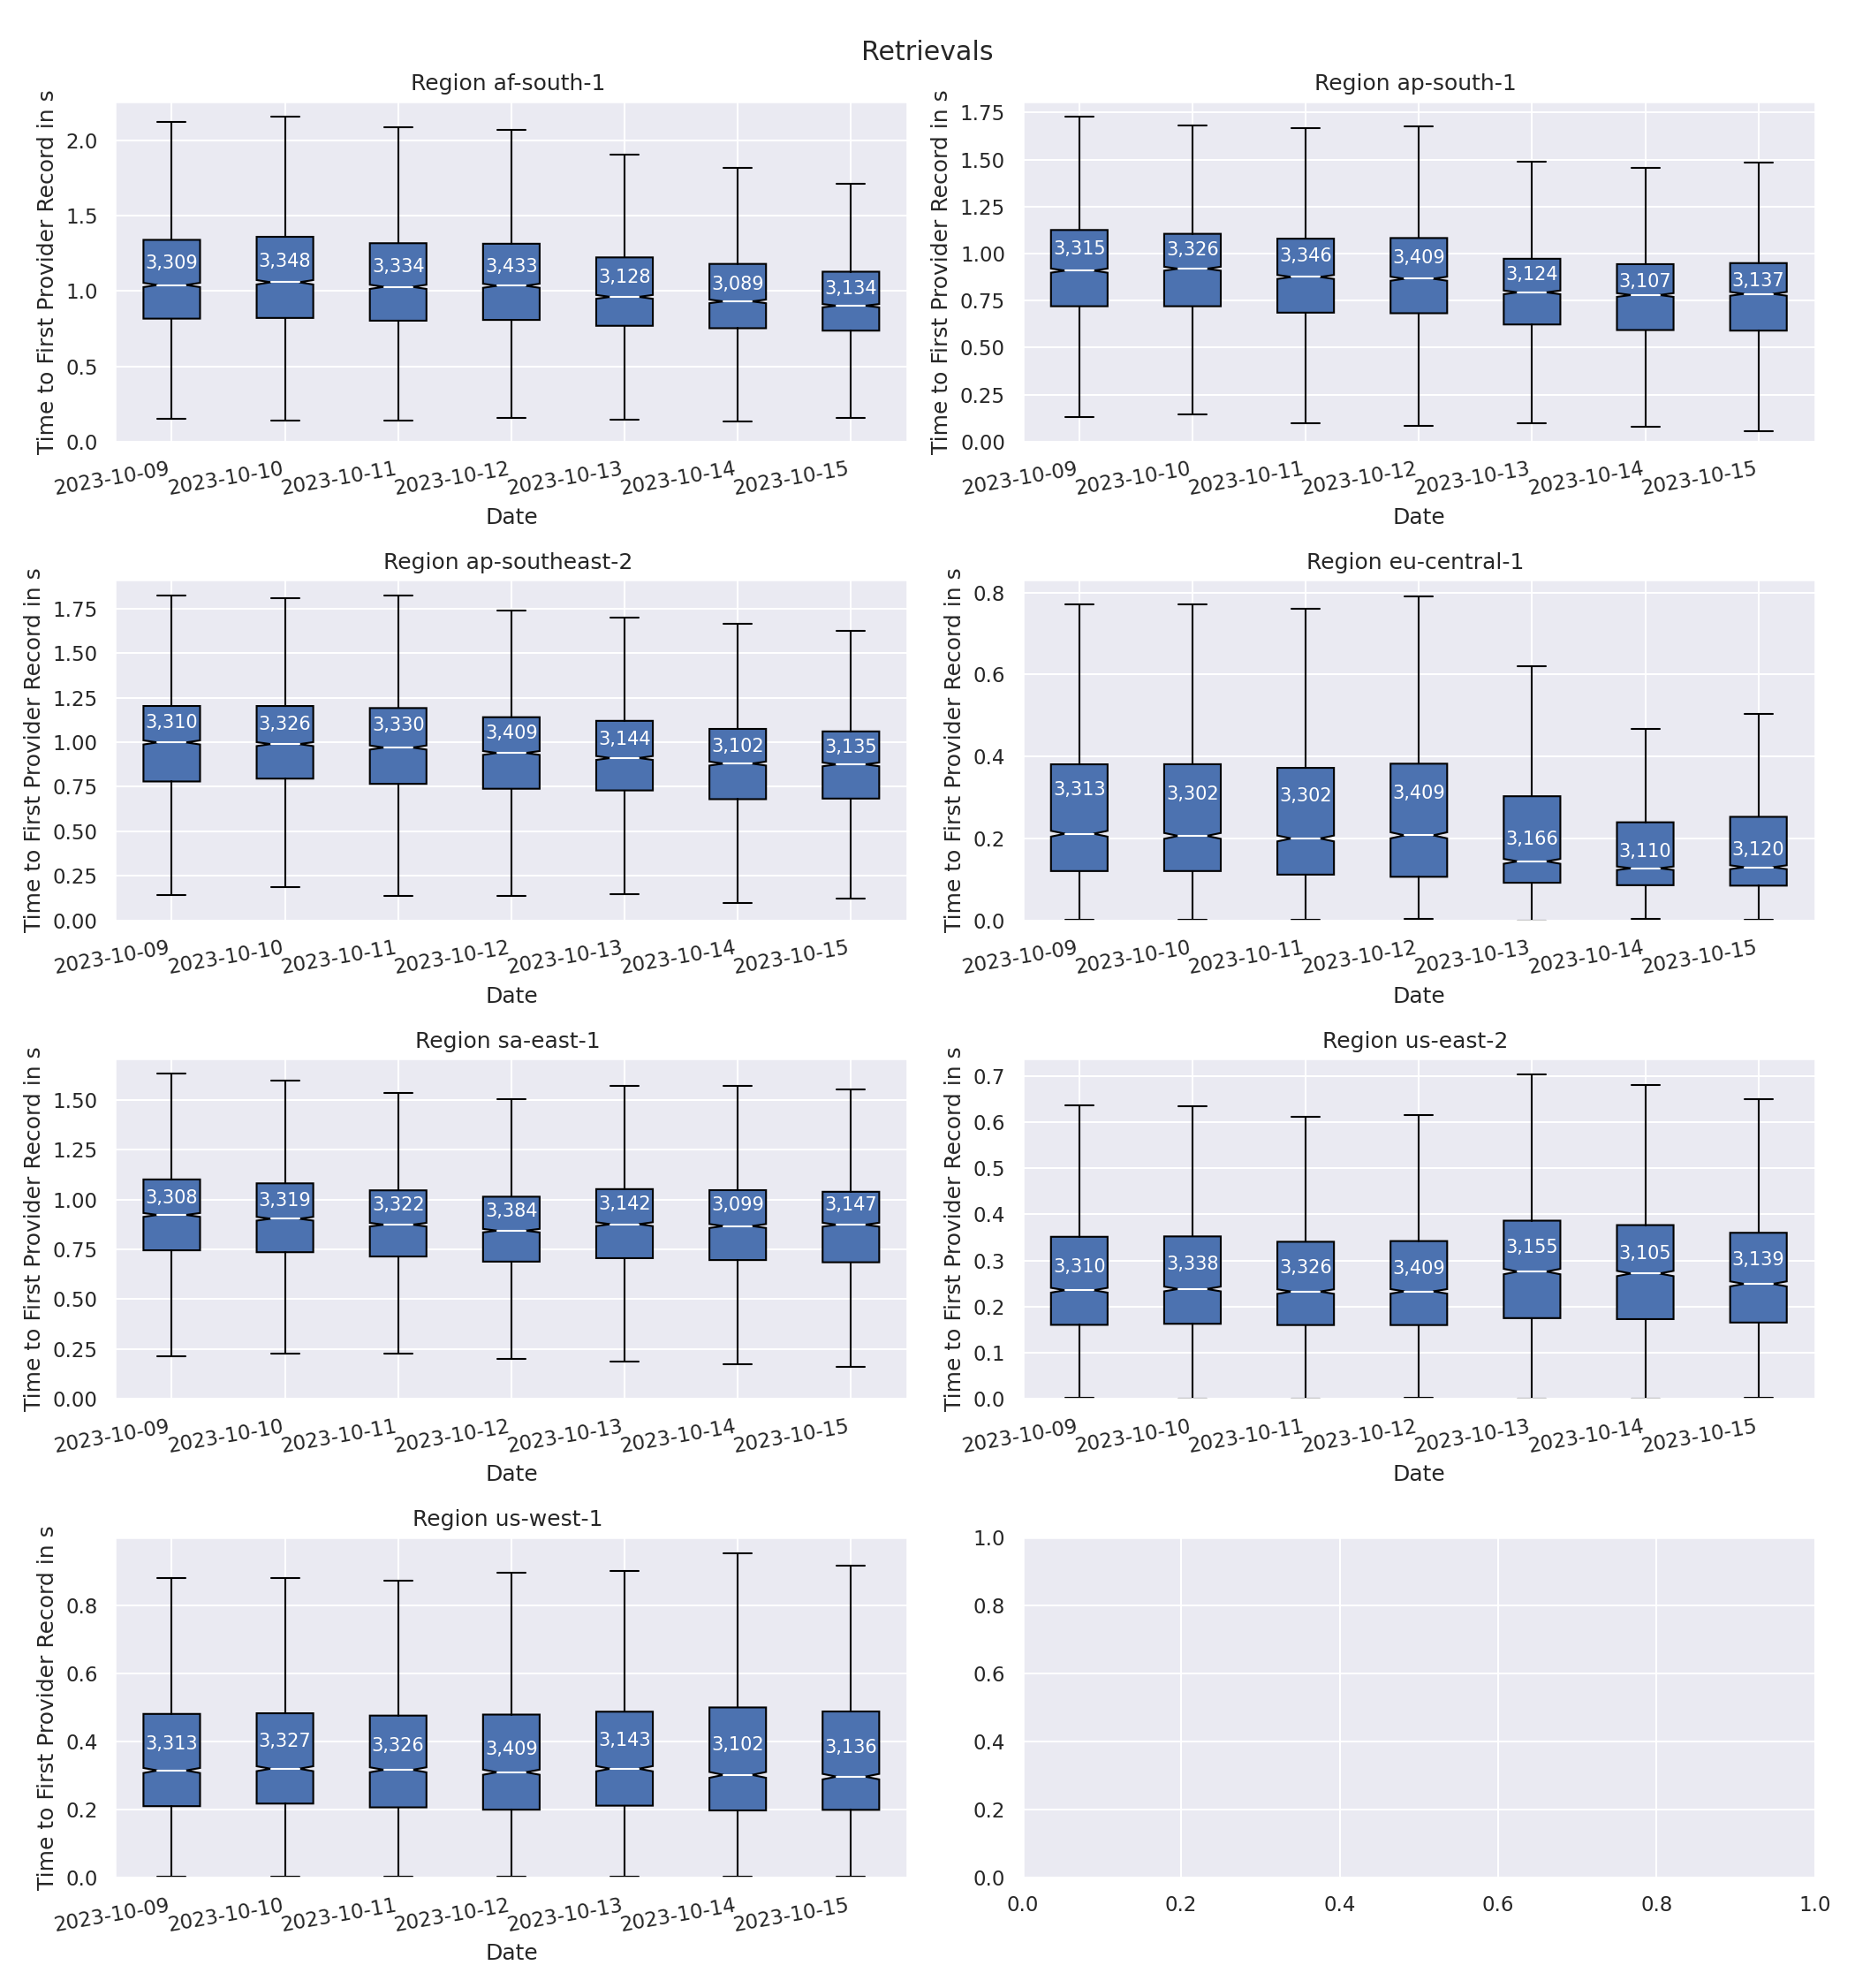 Retrievals
Region af-south-1
Time to First Provider Record in s
2.0
1.5
1.0
0.5
0.0
3,309 3,348 3,334 3,433 3,128 3,089 3,134
2023-10-09 2023-10-10 2023-10-11 2023-10-12 2023-10-13 2023-10-14 2023-10-15
Date
Region ap-south-1
Time to First Provider Record in s
1.75
1.50
1.25
1.00
0.75
0.50
0.25
0.00
3,315 3,326 3,346 3,409 3,124 3,107 3,137
2023-10-09 2023-10-10 2023-10-11 2023-10-12 2023-10-13 2023-10-14 2023-10-15
Date
Region ap-southeast-2
Time to First Provider Record in s
1.75
1.50
1.25
1.00
0.75
0.50
0.25
0.00
3,310 3,326 3,330 3,409 3,144 3,102 3,135
2023-10-09 2023-10-10 2023-10-11 2023-10-12 2023-10-13 2023-10-14 2023-10-15
Date
Region eu-central-1
Time to First Provider Record in s
0.8
0.6
0.4
0.2
0.0
3,313 3,302 3,302 3,409 3,166 3,110 3,120
2023-10-09 2023-10-10 2023-10-11 2023-10-12 2023-10-13 2023-10-14 2023-10-15
Date
Region sa-east-1
Time to First Provider Record in s
1.50
1.25
1.00
0.75
0.50
0.25
0.00
3,308 3,319 3,322 3,384 3,142 3,099 3,147
2023-10-09 2023-10-10 2023-10-11 2023-10-12 2023-10-13 2023-10-14 2023-10-15
Date
Region us-east-2
Time to First Provider Record in s
0.7
0.6
0.5
0.4
0.3
0.2
0.1
0.0
3,310 3,338 3,326 3,409 3,155 3,105 3,139
2023-10-09 2023-10-10 2023-10-11 2023-10-12 2023-10-13 2023-10-14 2023-10-15
Date
Region us-west-1
Time to First Provider Record in s
0.8
0.6
0.4
0.2
0.0
3,313 3,327 3,326 3,409 3,143 3,102 3,136
2023-10-09 2023-10-10 2023-10-11 2023-10-12 2023-10-13 2023-10-14 2023-10-15
Date
1.0
0.8
0.6
0.4
0.2
0.0
0.0 0.2 0.4 0.6 0.8 1.0